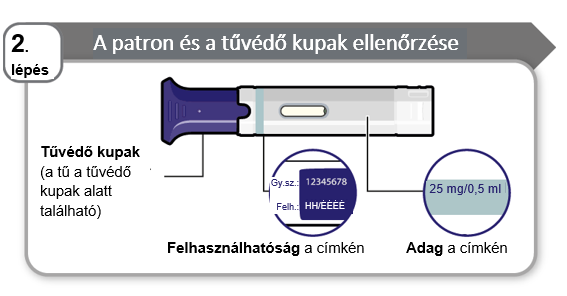 2.
lépés
A patron és a tűvédő kupak ellenőrzése
Tűvédő kupak
(a tű a tűvédő
kupak alatt
található)
Gy.sz.: 12345678
Felh.: HH/ÉÉÉÉ
25 mg/0,5 ml
Felhasználhatóság a címkén
Adag a címkén